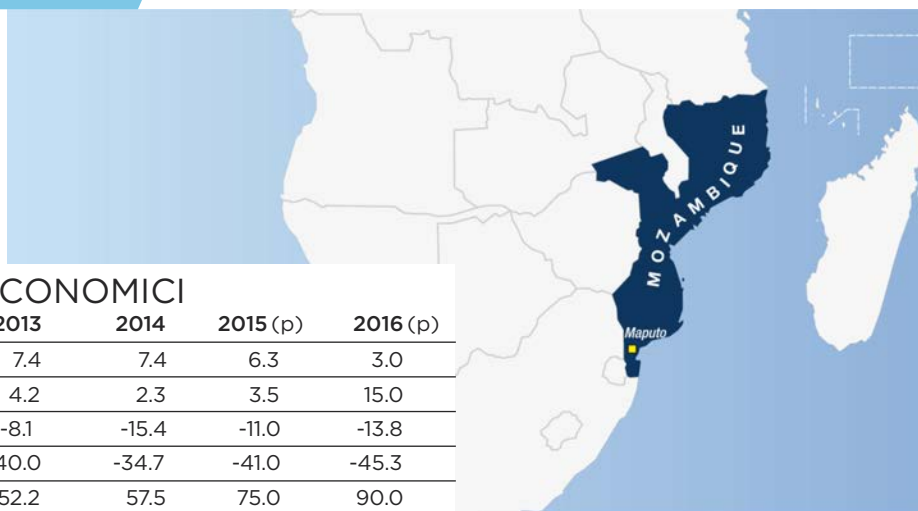 CONOMICI
2013 2014 2015 (p) 2016 (p)
7.4 7.4 6.3 3.0
4.2 2.3 3.5 15.0
-8.1 -15.4 -11.0 -13.8
40.0 -34.7 -41.0 -45.3
52.2 57.5 75.0 90.0
MOZAMBIQUE
Maputo